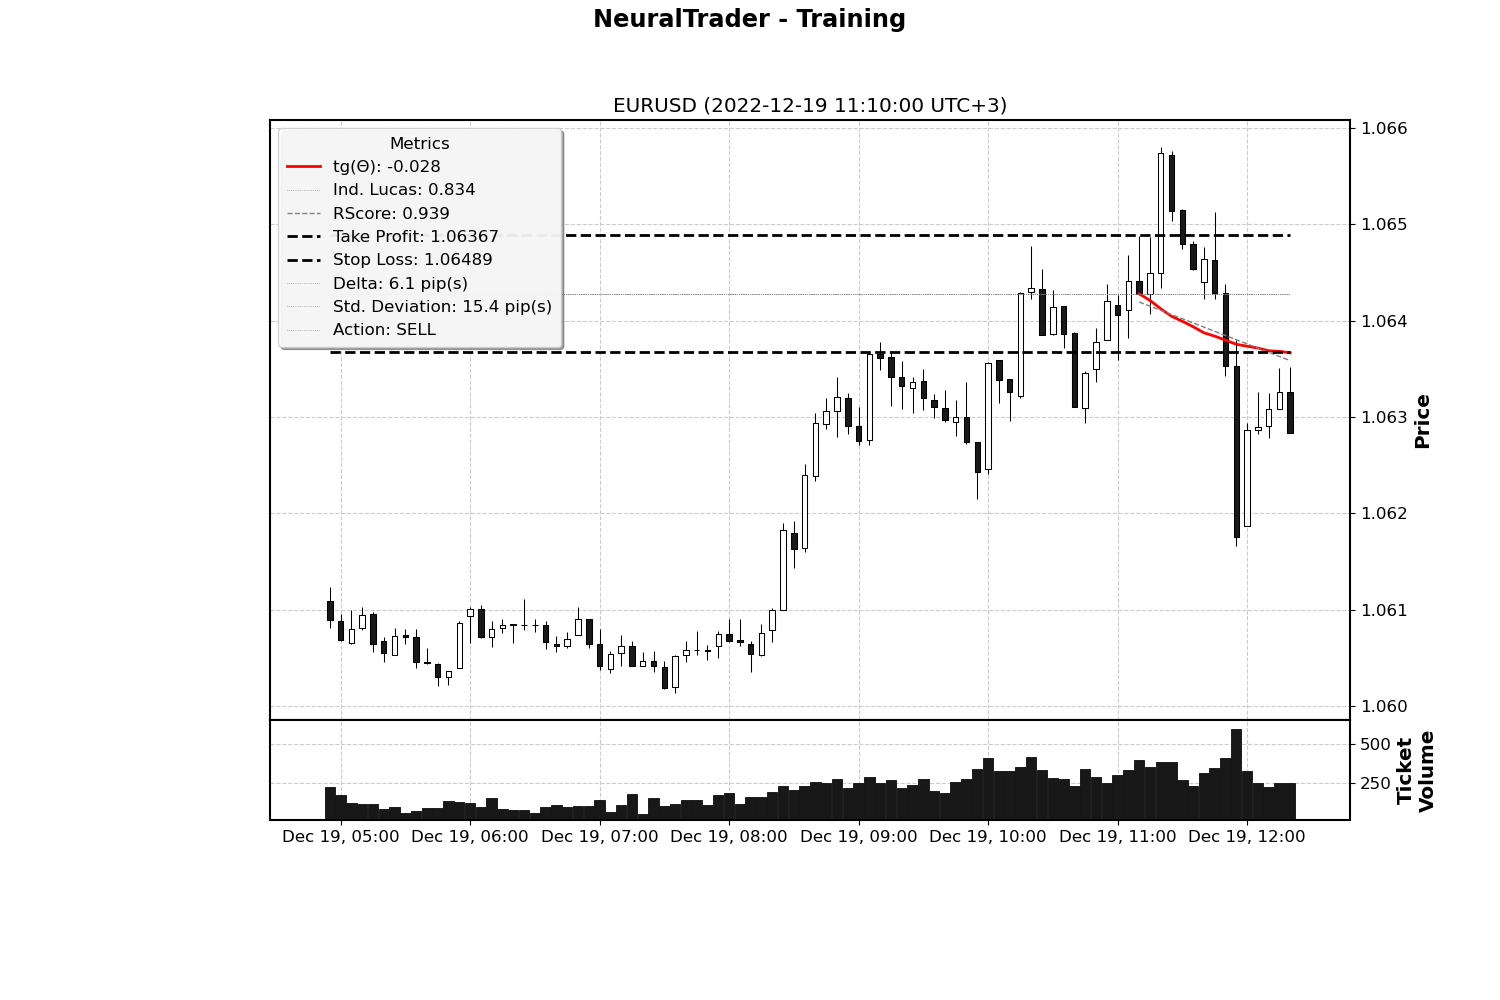 NeuralTrader - Training
EURUSD (2022-12-19 11:10:00 UTC+3)
Metrics
tg(Θ): -0.028
Ind. Lucas: 0.834
RScore: 0.939
Take Profit: 1.06367
Stop Loss: 1.06489
Delta: 6.1 pip(s)
Std. Deviation: 15.4 pip(s)
Action: SELL
1.066
1.065
1.064
1.063
1.062
1.061
1.060
Price
500
250
Ticket
Volume
Dec 19, 05:00 Dec 19, 06:00 Dec 19, 07:00 Dec 19, 08:00 Dec 19, 09:00 Dec 19, 10:00 Dec 19, 11:00 Dec 19, 12:00